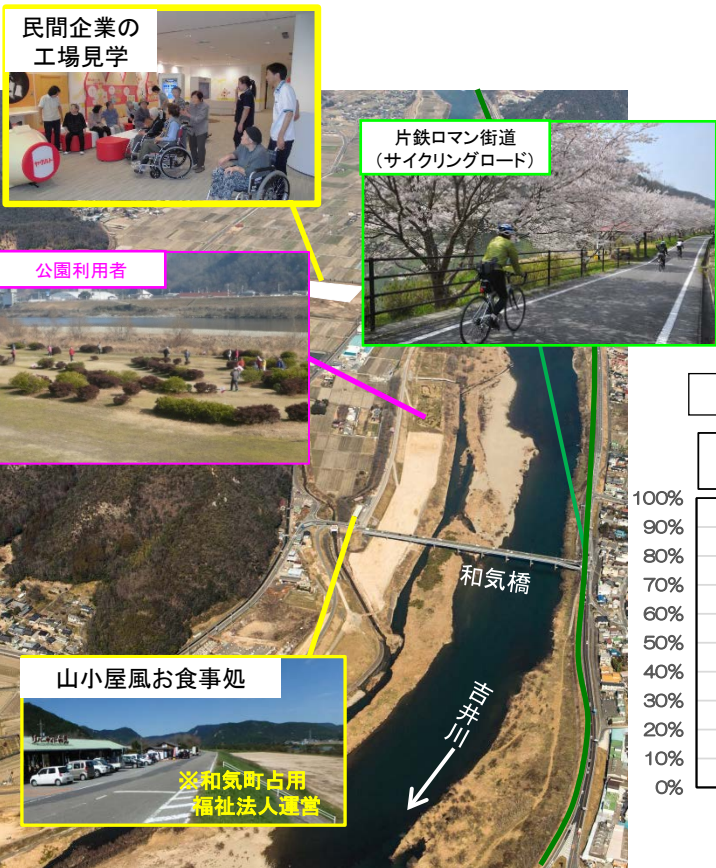 民間企業の
工場見学
片鉄ロマン街道
（サイクリングロード）
公園利用者
和気橋
吉井川
山小屋風お食事処
※和気町占用
福祉法人運営
100%
90%
80%
70%
60%
50%
40%
30%
20%
10%
0%